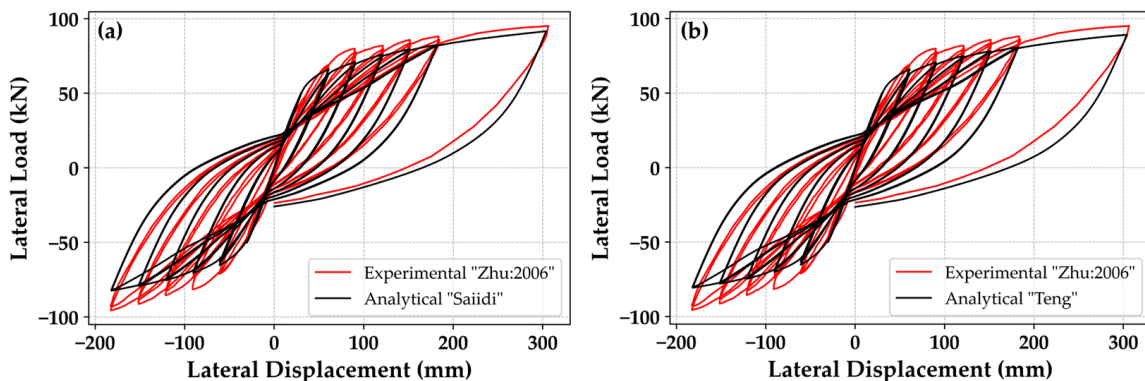 (a)
Lateral Load (kN)
100
50
0
−50
−100
−200
−100
0
100
200
300
Lateral Displacement (mm)
Experimental "Zhu:2006"
Analytical "Saiidi"
(b)
Lateral Load (kN)
100
50
0
−50
−100
−200
−100
0
100
200
300
Lateral Displacement (mm)
Experimental "Zhu:2006"
Analytical "Teng"